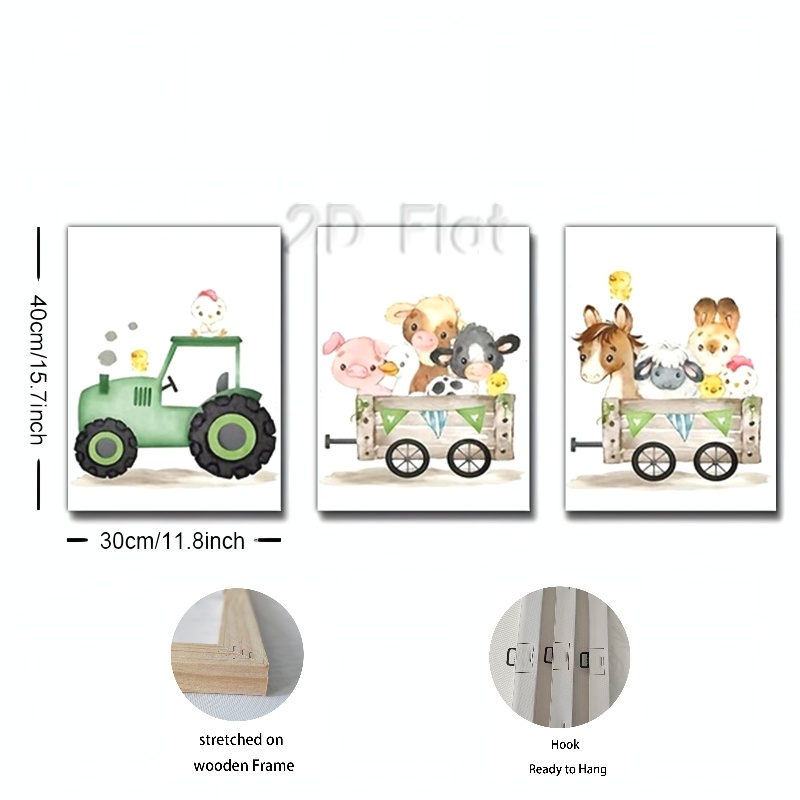 2D Flat
40cm/15.7inch
30cm/11.8inch
stretched on
wooden Frame
Hook
Ready to Hang